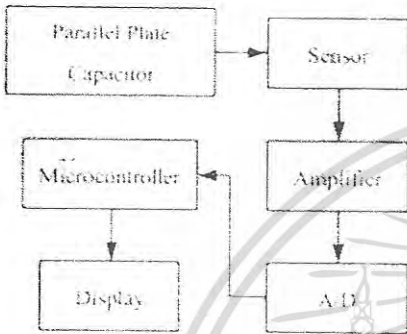 Parallel Plate
Capacitor
Sensor
Microcontroller
Amplifier
Display
A/D